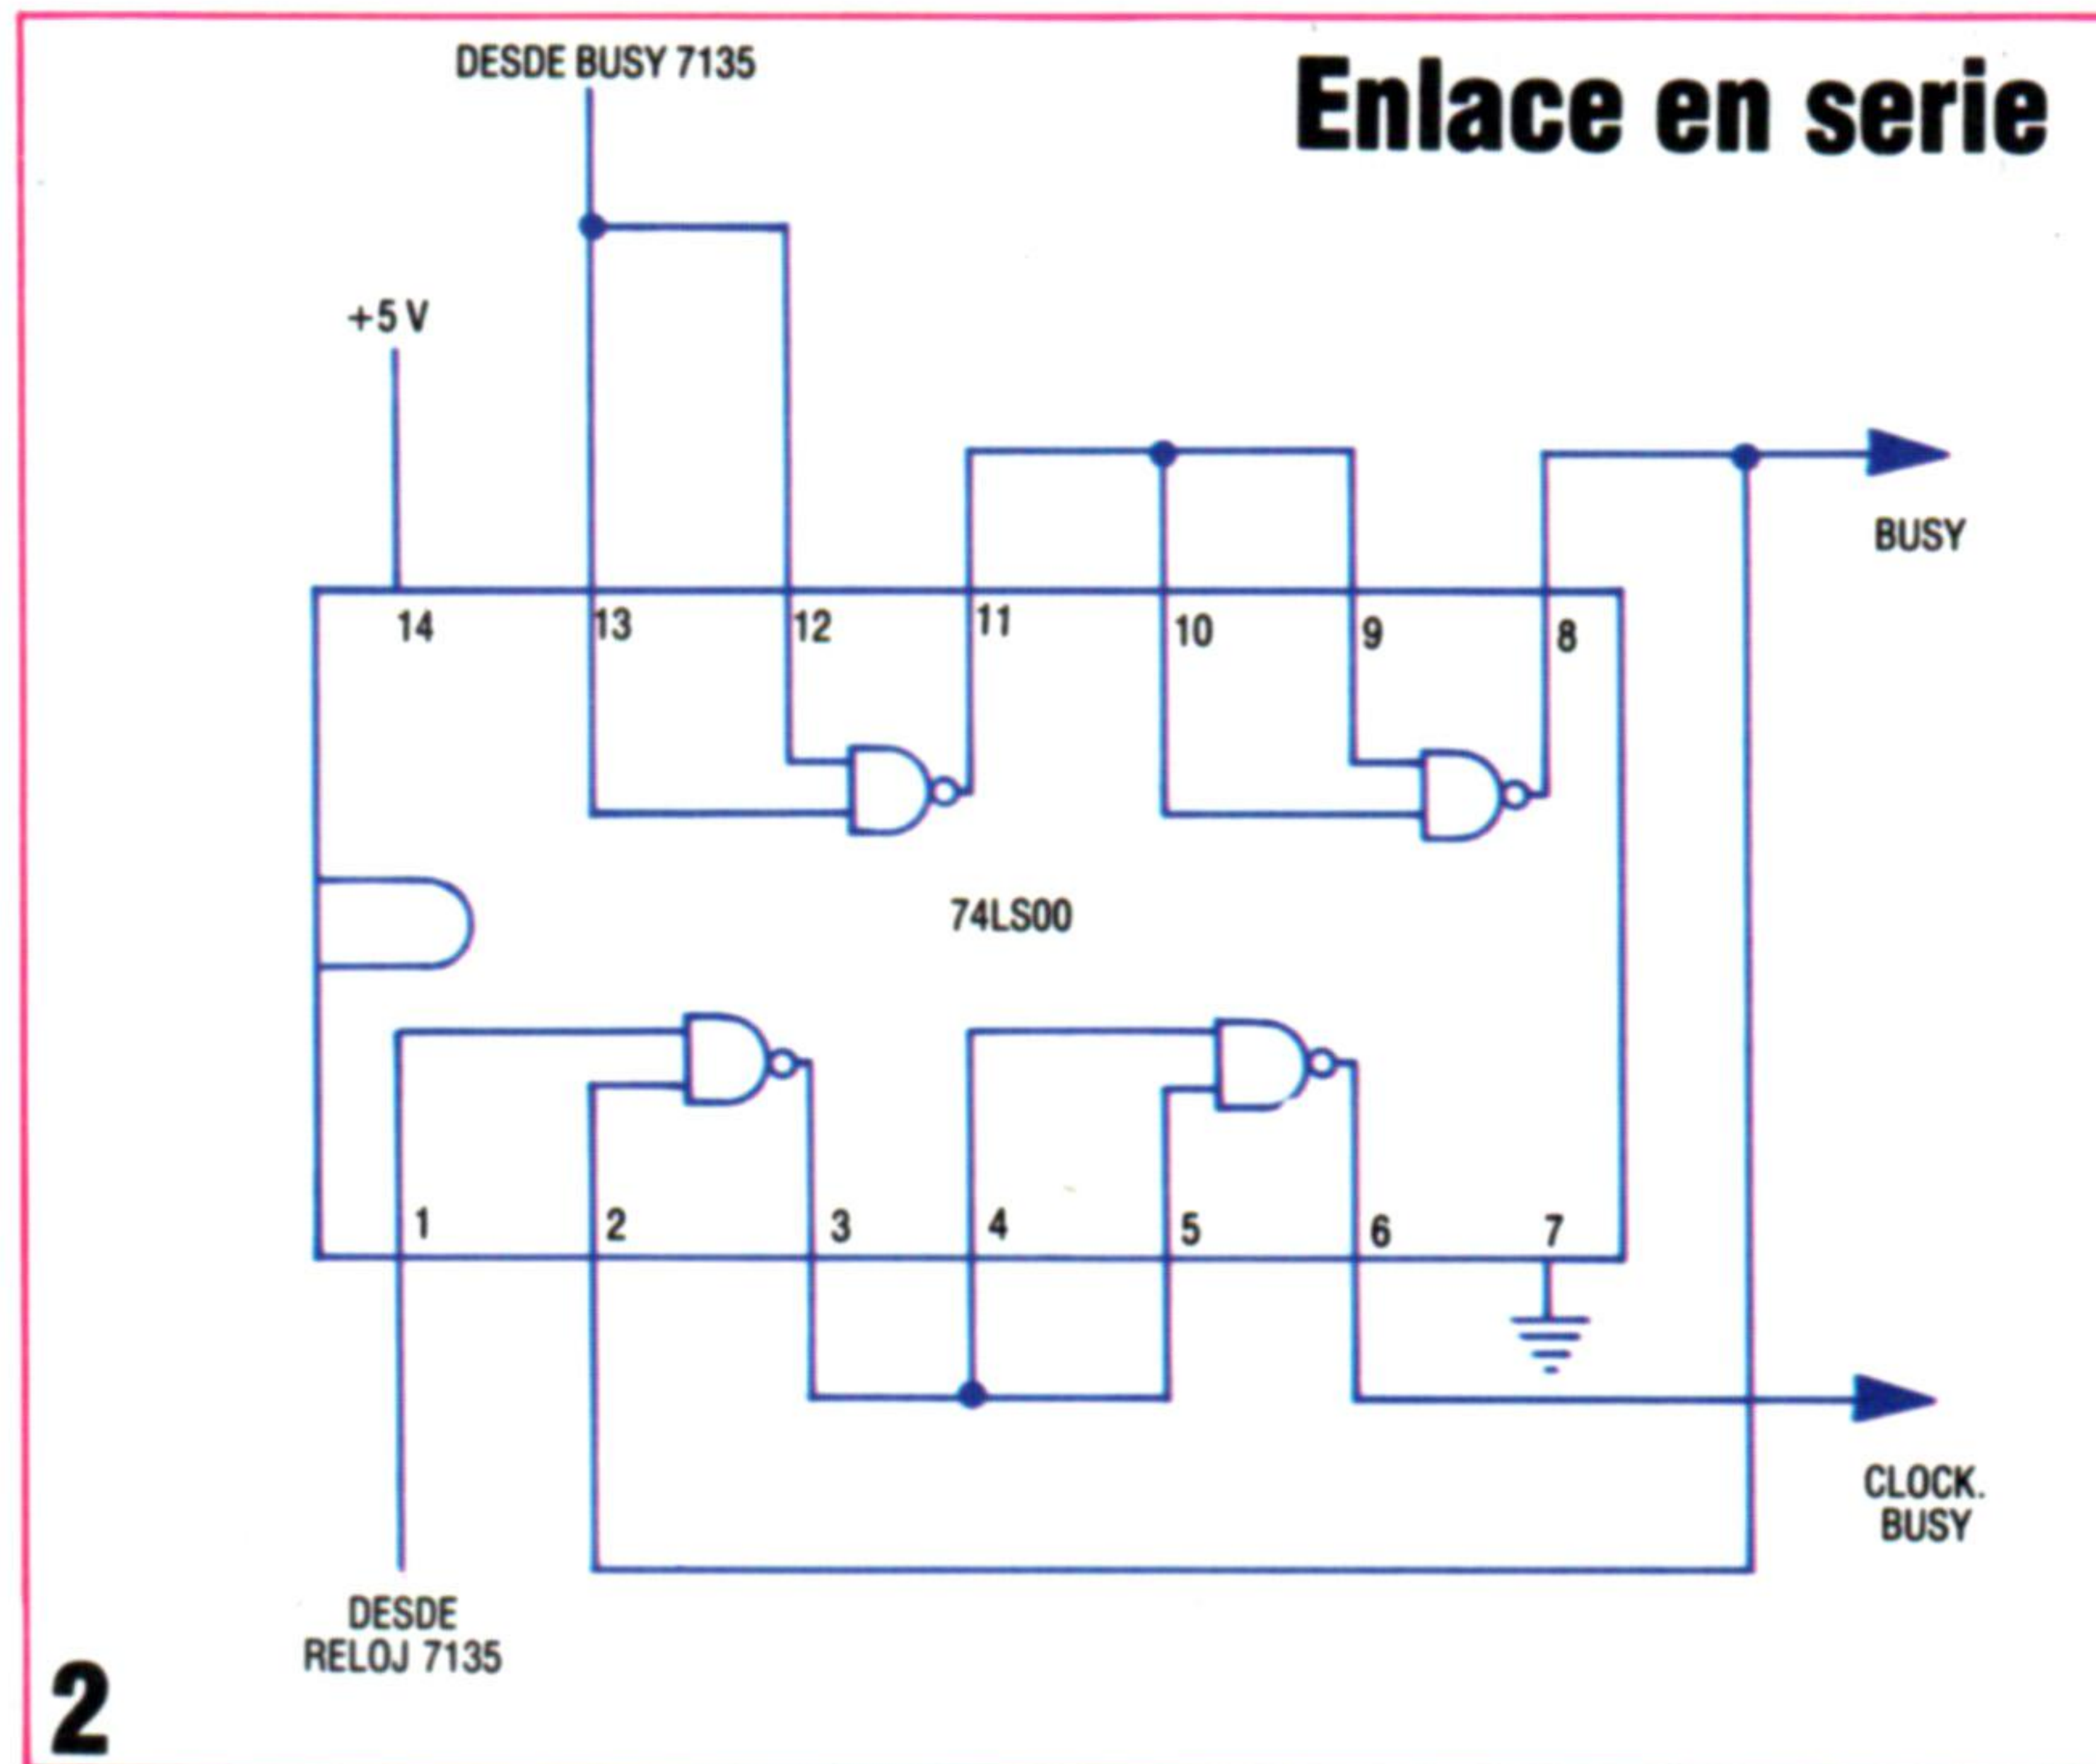 DESDE BUSY 7135
Enlace en serie
+5 V
BUSY
14
13
12
11
10
9
8
74LS00
1
2
3
4
5
6
7
CLOCK.
BUSY
DESDE
RELOJ 7135
2